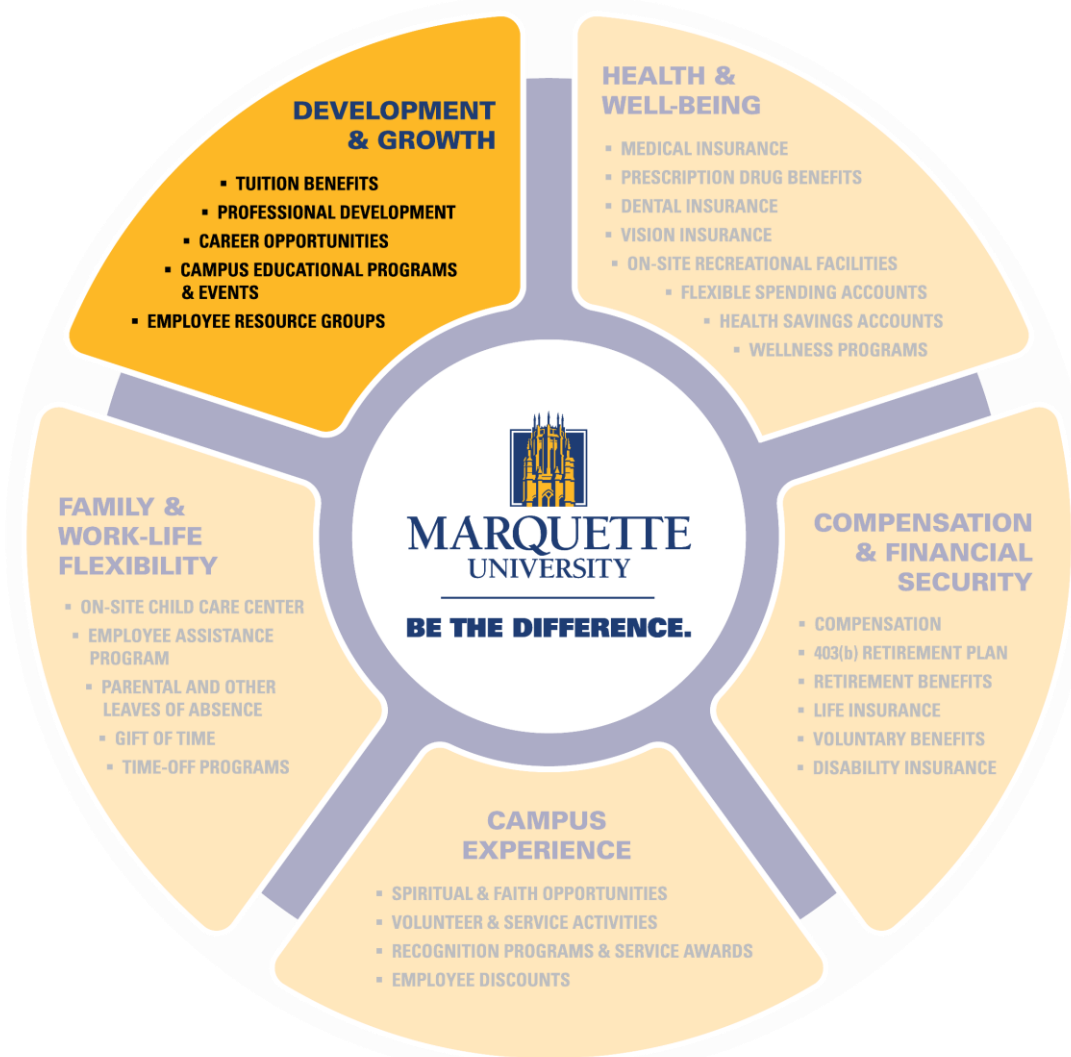 DEVELOPMENT
& GROWTH
▪ TUITION BENEFITS
▪ PROFESSIONAL DEVELOPMENT
▪ CAREER OPPORTUNITIES
▪ CAMPUS EDUCATIONAL PROGRAMS
& EVENTS
▪ EMPLOYEE RESOURCE GROUPS
HEALTH &
WELL-BEING
▪ MEDICAL INSURANCE
▪ PRESCRIPTION DRUG BENEFITS
▪ DENTAL INSURANCE
▪ VISION INSURANCE
▪ ON-SITE RECREATIONAL FACILITIES
▪ FLEXIBLE SPENDING ACCOUNTS
▪ HEALTH SAVINGS ACCOUNTS
▪ WELLNESS PROGRAMS
FAMILY &
WORK-LIFE
FLEXIBILITY
▪ ON-SITE CHILD CARE CENTER
▪ EMPLOYEE ASSISTANCE
PROGRAM
▪ PARENTAL AND OTHER
LEAVES OF ABSENCE
▪ GIFT OF TIME
▪ TIME-OFF PROGRAMS
MARQUETTE
UNIVERSITY
BE THE DIFFERENCE.
COMPENSATION
& FINANCIAL
SECURITY
▪ COMPENSATION
▪ 403(b) RETIREMENT PLAN
▪ RETIREMENT BENEFITS
▪ LIFE INSURANCE
▪ VOLUNTARY BENEFITS
▪ DISABILITY INSURANCE
CAMPUS
EXPERIENCE
▪ SPIRITUAL & FAITH OPPORTUNITIES
▪ VOLUNTEER & SERVICE ACTIVITIES
▪ RECOGNITION PROGRAMS & SERVICE AWARDS
▪ EMPLOYEE DISCOUNTS